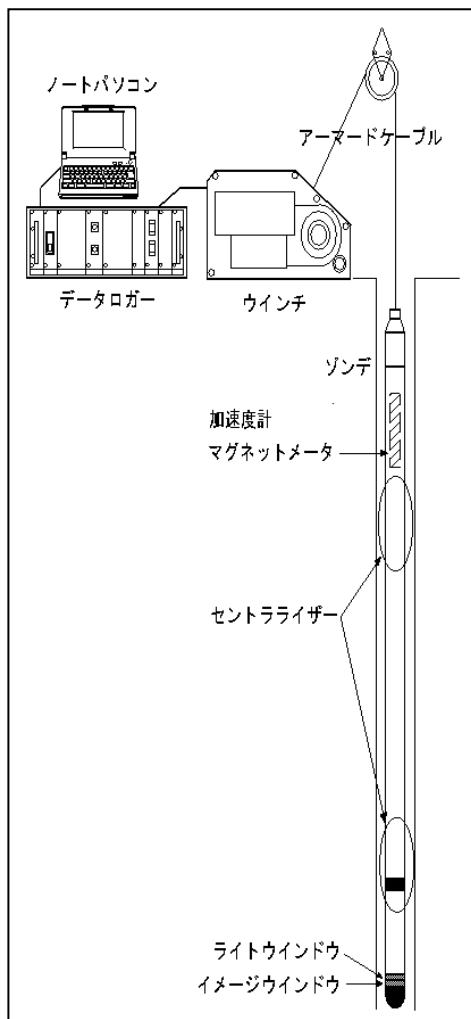 ノートパソコン
アーマードケーブル
データロガー
ウインチ
ゾンデ
加速度計
マグネットメータ
セントラライザー
ライトウインドウ
イメージウインドウ